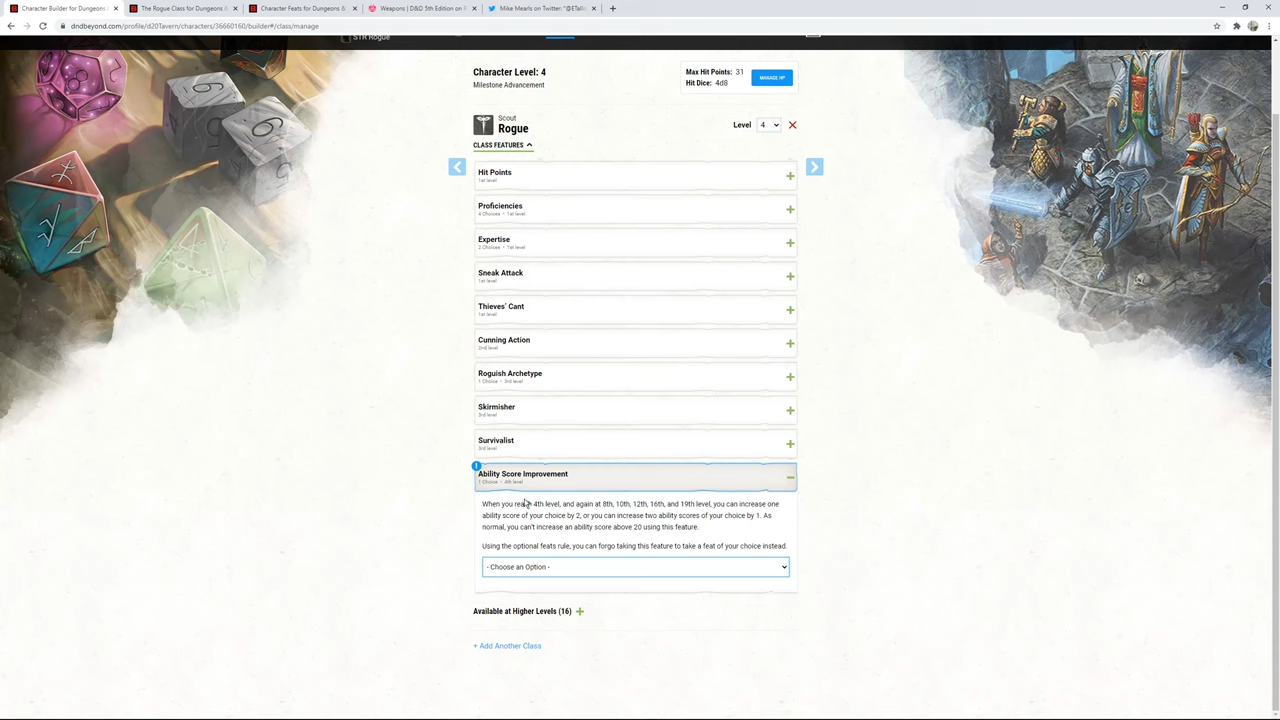 Character Builder for Dungeons &
The Rogue Class for Dungeons &
Character Feats for Dungeons &
Weapons | D&D 5th Edition on R
Mike Mearls on Twitter: "@ETallit
dndbeyond.com/profile/d20Tavern/characters/36660160/builder#/class/manage
STR Rogue
Character Level: 4
Milestone Advancement
Max Hit Points: 31
Hit Dice: 4d8
MANAGE HP
Scout
Rogue
Level 4
CLASS FEATURES
Hit Points
1st level
Proficiencies
4 Choices • 1st level
Expertise
2 Choices • 1st level
Sneak Attack
1st level
Thieves' Cant
1st level
Cunning Action
2nd level
Roguish Archetype
1 Choice • 3rd level
Skirmisher
3rd level
Survivalist
3rd level
Ability Score Improvement
1 Choice • 4th level
When you reach 4th level, and again at 8th, 10th, 12th, 16th, and 19th level, you can increase one
ability score of your choice by 2, or you can increase two ability scores of your choice by 1. As
normal, you can't increase an ability score above 20 using this feature.
Using the optional feats rule, you can forgo taking this feature to take a feat of your choice instead.
- Choose an Option -
Available at Higher Levels (16)
+ Add Another Class